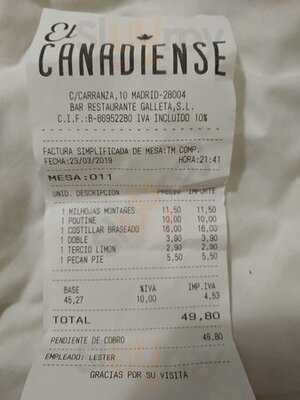 El
CANADIENSE
C/CARRANZA,10 MADRID-28004
BAR RESTAURANTE GALLETA,S.L.
C.I.F:B-86952280 IVA INCLUIDO 10%
FACTURA SIMPLIFICADA DE MESA:TM COMP.
FECHA:23/03/2019 HORA:21:41
MESA:011
UNID. DESCRIPCION PRECIO IMPORTE
1 MILHOJAS MONTAÑES 11,50 11,50
1 POUTINE 10,00 10,00
1 COSTILLAR BRASEADO 16,00 16,00
1 DOBLE 3,90 3,90
1 TERCIO LIMON 2,90 2,90
1 PECAN PIE 5,50 5,50
BASE %IVA IMP.IVA
45,27 10,00 4,53
TOTAL 49,80
PENDIENTE DE COBRO 49,80
EMPLEADO: LESTER
GRACIAS POR SU VISITA